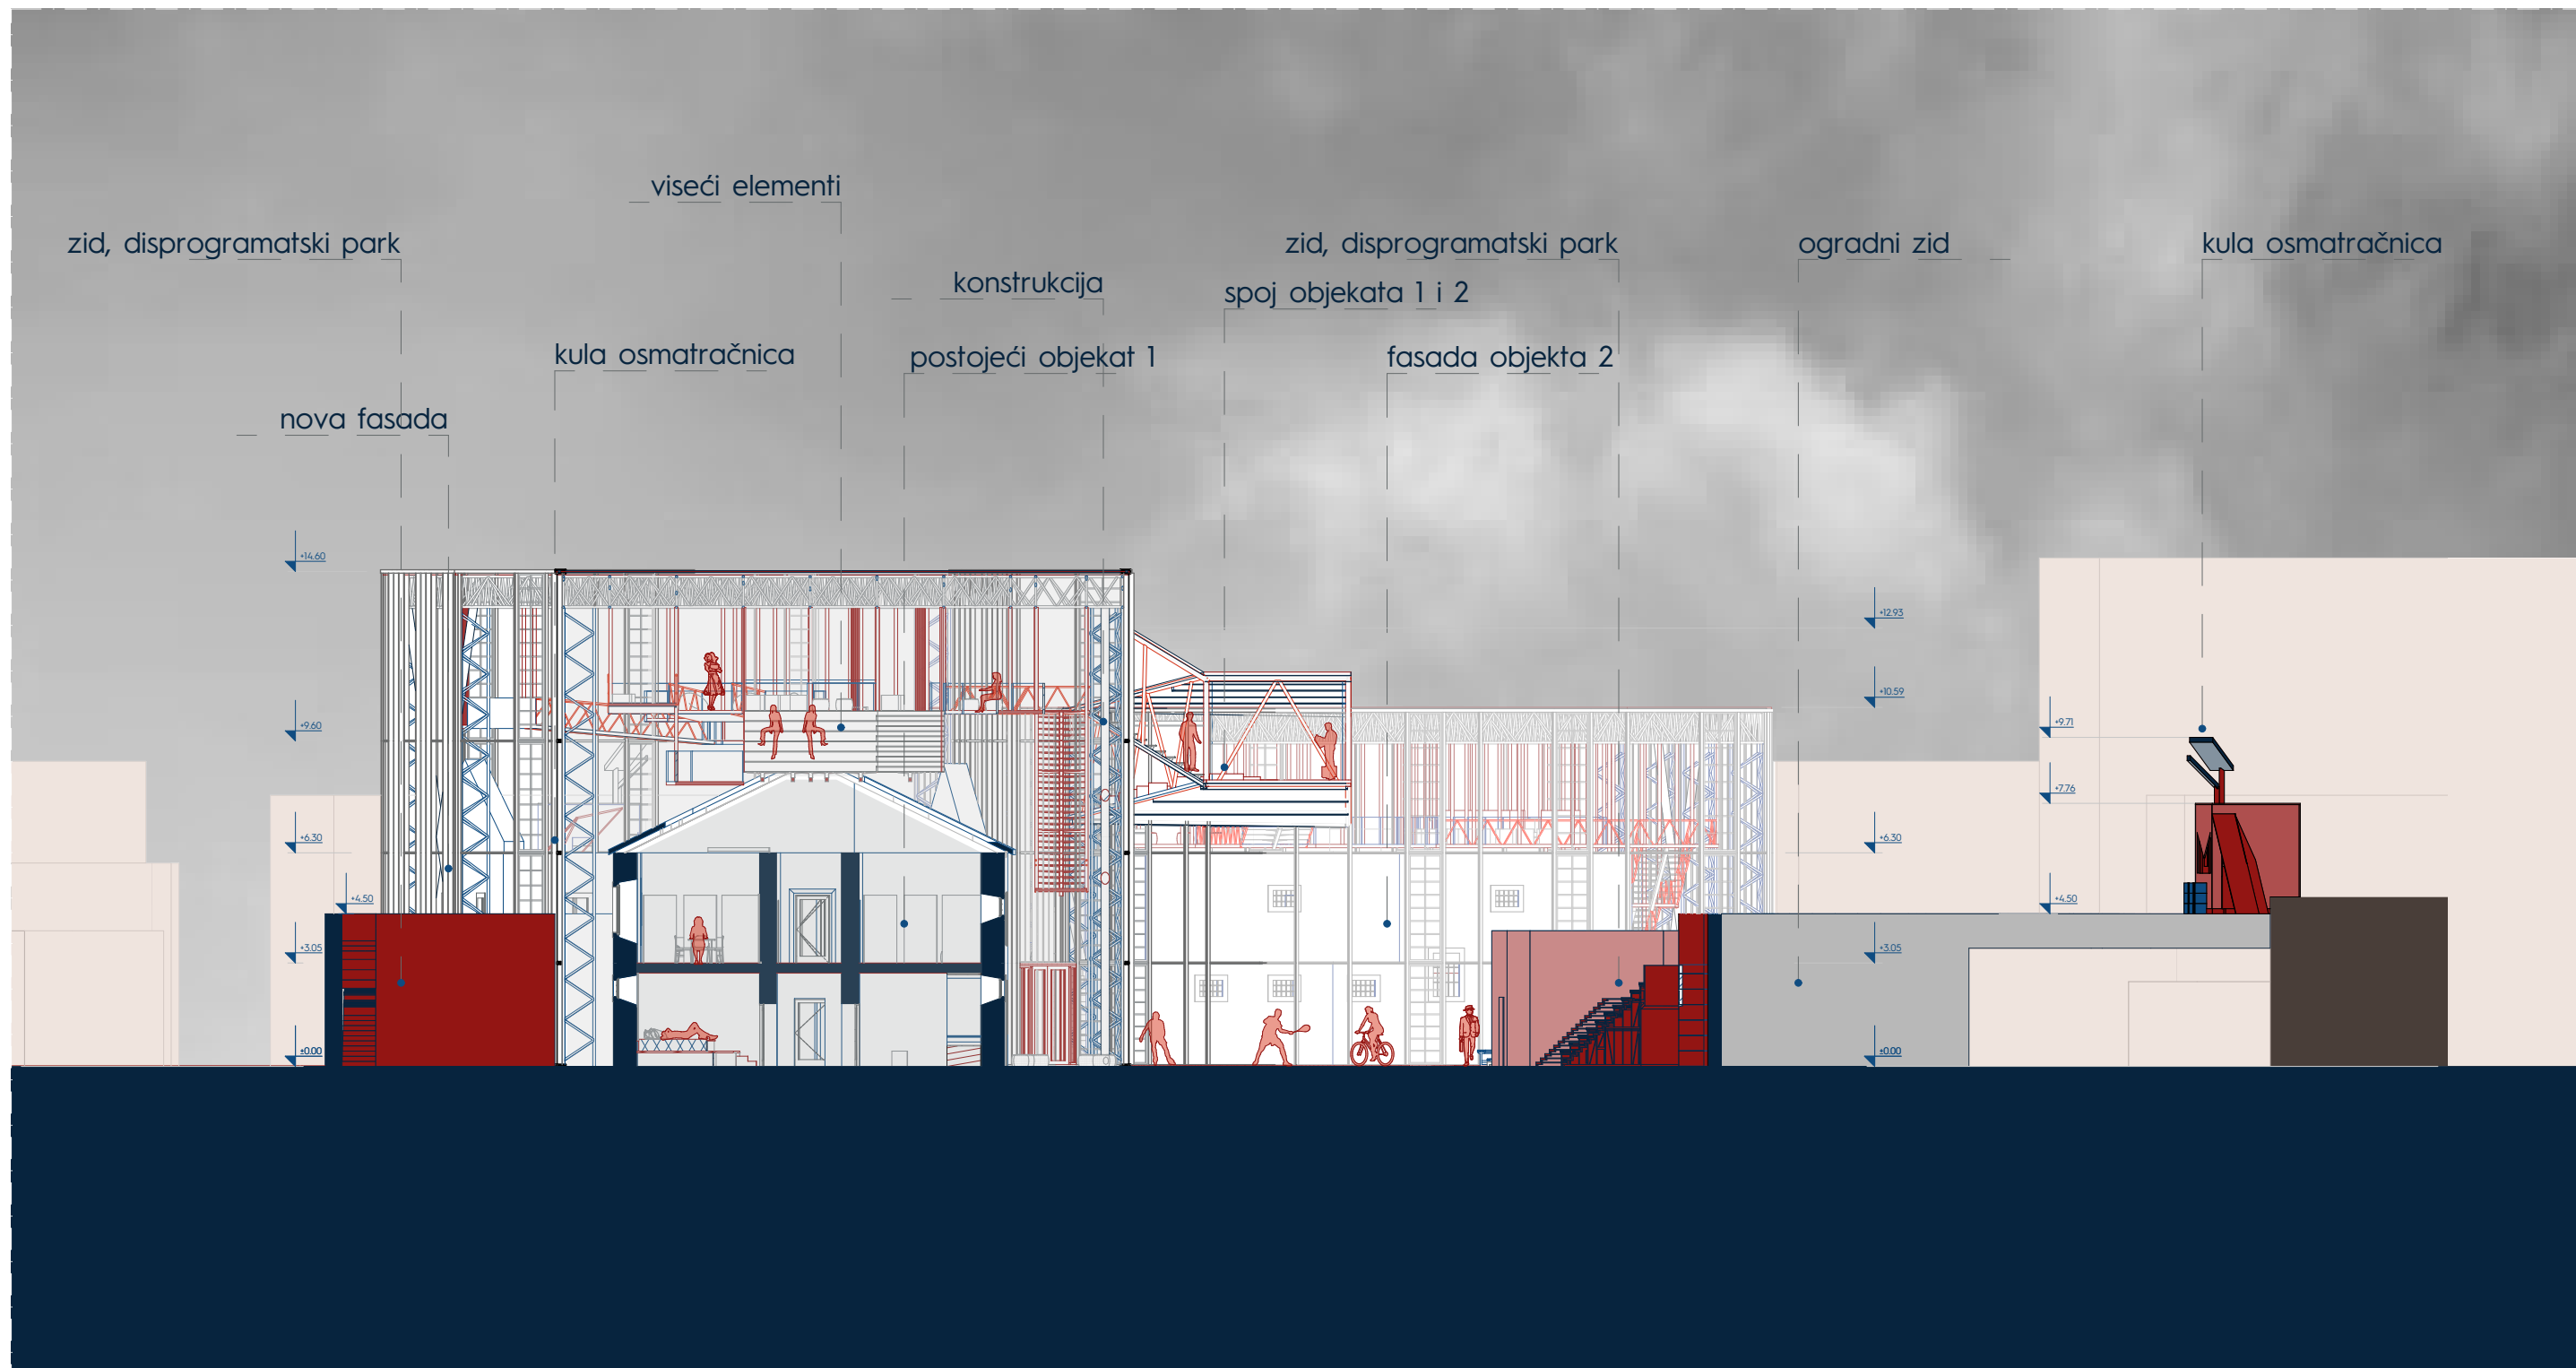 viseći elementi
zid, disprogramatski park
zid, disprogramatski park
ogradni zid
kula osmatračnica
konstrukcija
spoj objekata 1 i 2
kula osmatračnica
postojeći objekat 1
fasada objekta 2
nova fasada
+14.60
+12.93
+10.59
+9.60
+9.71
+7.76
+6.30
+6.30
+4.50
+4.50
+3.05
+3.05
±0.00
±0.00